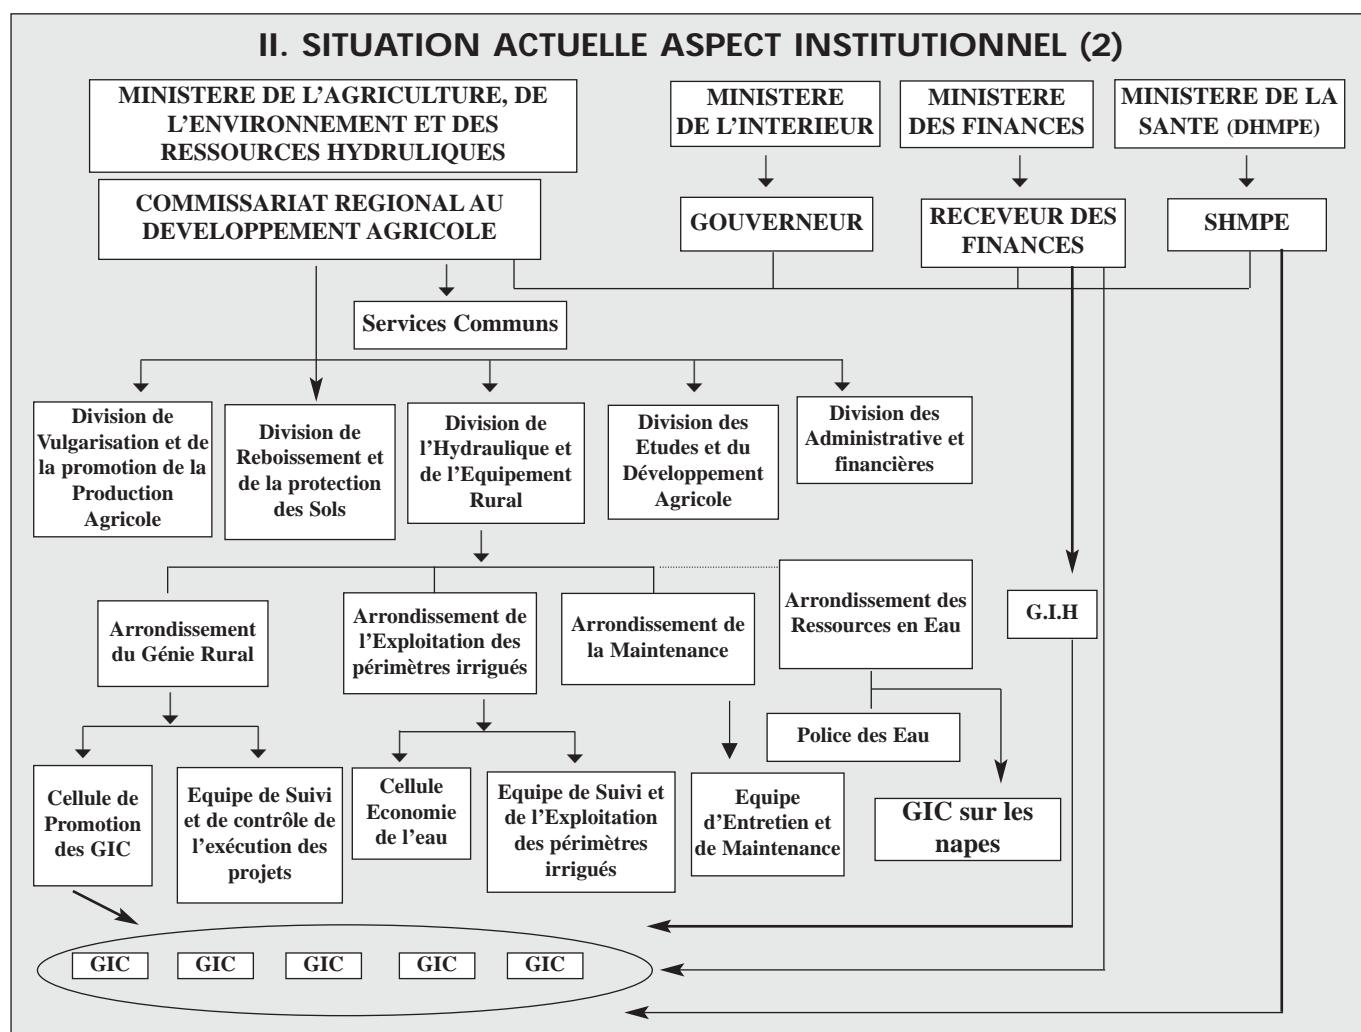 II. SITUATION ACTUELLE ASPECT INSTITUTIONNEL (2)
MINISTERE DE L’AGRICULTURE, DE
L’ENVIRONNEMENT ET DES
RESSOURCES HYDRULIQUES
MINISTERE
DE L’INTERIEUR
MINISTERE
DES FINANCES
MINISTERE DE LA
SANTE (DHMPE)
COMMISSARIAT REGIONAL AU
DEVELOPPEMENT AGRICOLE
GOUVERNEUR
RECEVEUR DES
FINANCES
SHMPE
Services Communs
Division de
Vulgarisation et de
la promotion de la
Production
Agricole
Division de
Reboissement et
de la protection
des Sols
Division de
l’Hydraulique et
de l’Equipement
Rural
Division des
Etudes et du
Développement
Agricole
Division des
Administrative et
financières
Arrondissement
du Génie Rural
Arrondissement de
l’Exploitation des
périmètres irrigués
Arrondissement de
la Maintenance
Arrondissement des
Ressources en Eau
G.I.H
Police des Eau
Cellule de
Promotion
des GIC
Equipe de Suivi
et de contrôle de
l’exécution des
projets
Cellule
Economie
de l’eau
Equipe de Suivi et
de l’Exploitation
des périmètres
irrigués
Equipe
d’Entretien et
de Maintenance
GIC sur les
napes
GIC
GIC
GIC
GIC
GIC